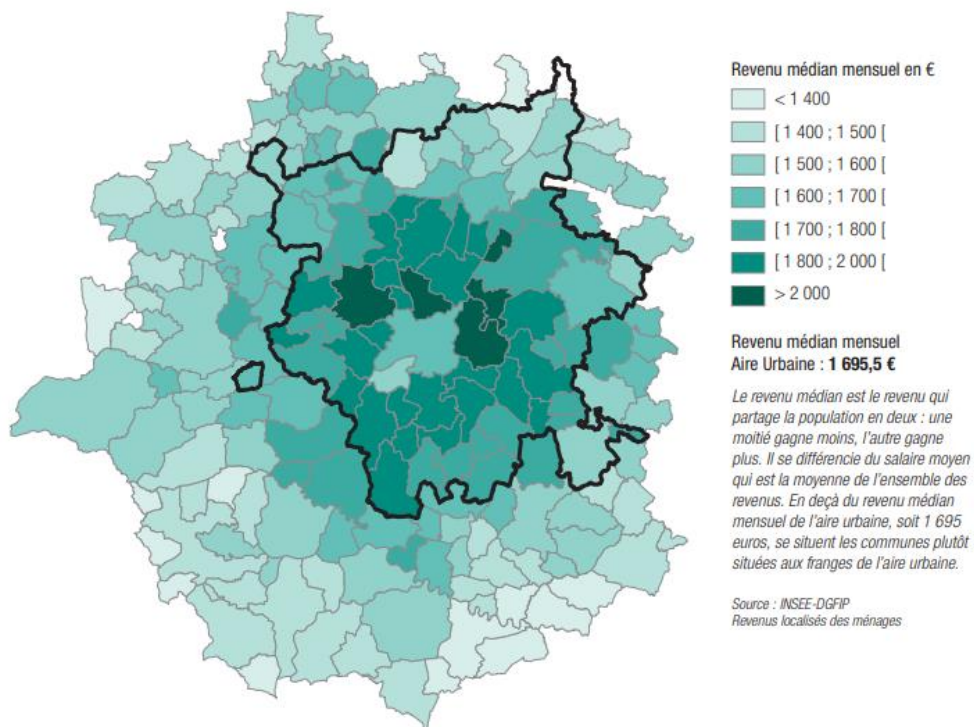 Revenu médian mensuel en €
< 1 400
[ 1 400 ; 1 500 [
[ 1 500 ; 1 600 [
[ 1 600 ; 1 700 [
[ 1 700 ; 1 800 [
[ 1 800 ; 2 000 [
> 2 000
Revenu médian mensuel
Aire Urbaine : 1 695,5 €
Le revenu médian est le revenu qui
partage la population en deux : une
moitié gagne moins, l'autre gagne
plus. Il se différencie du salaire moyen
qui est la moyenne de l'ensemble des
revenus. En deçà du revenu médian
mensuel de l'aire urbaine, soit 1 695
euros, se situent les communes plutôt
situées aux franges de l'aire urbaine.
Source : INSEE-DGFIP
Revenus localisés des ménages